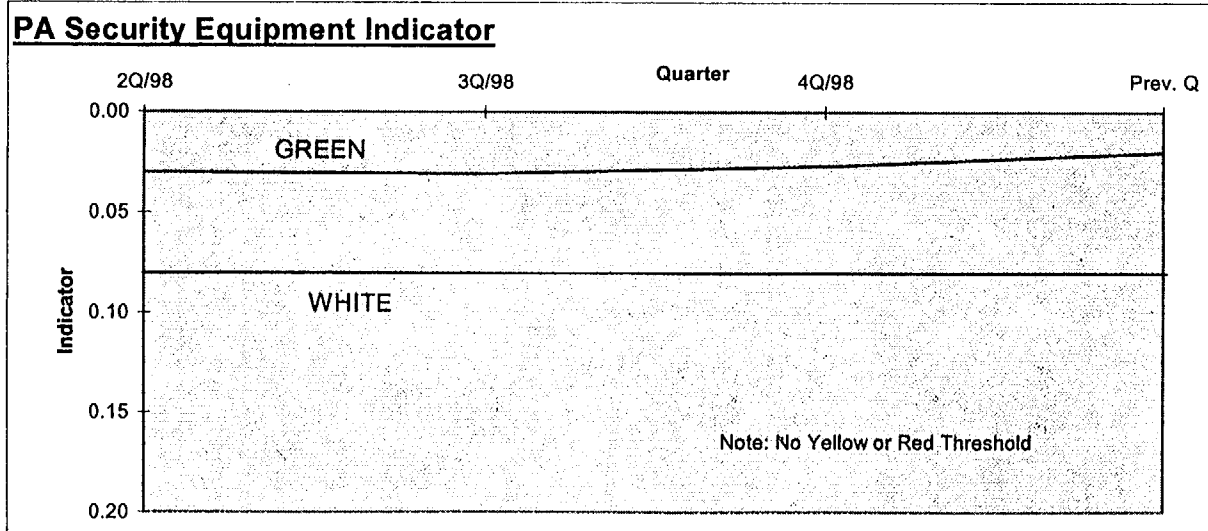 PA Security Equipment Indicator
Quarter
2Q/98 3Q/98 4Q/98 Prev. Q
0.00
GREEN
0.05
Indicator
WHITE
0.10
0.15
Note: No Yellow or Red Threshold
0.20